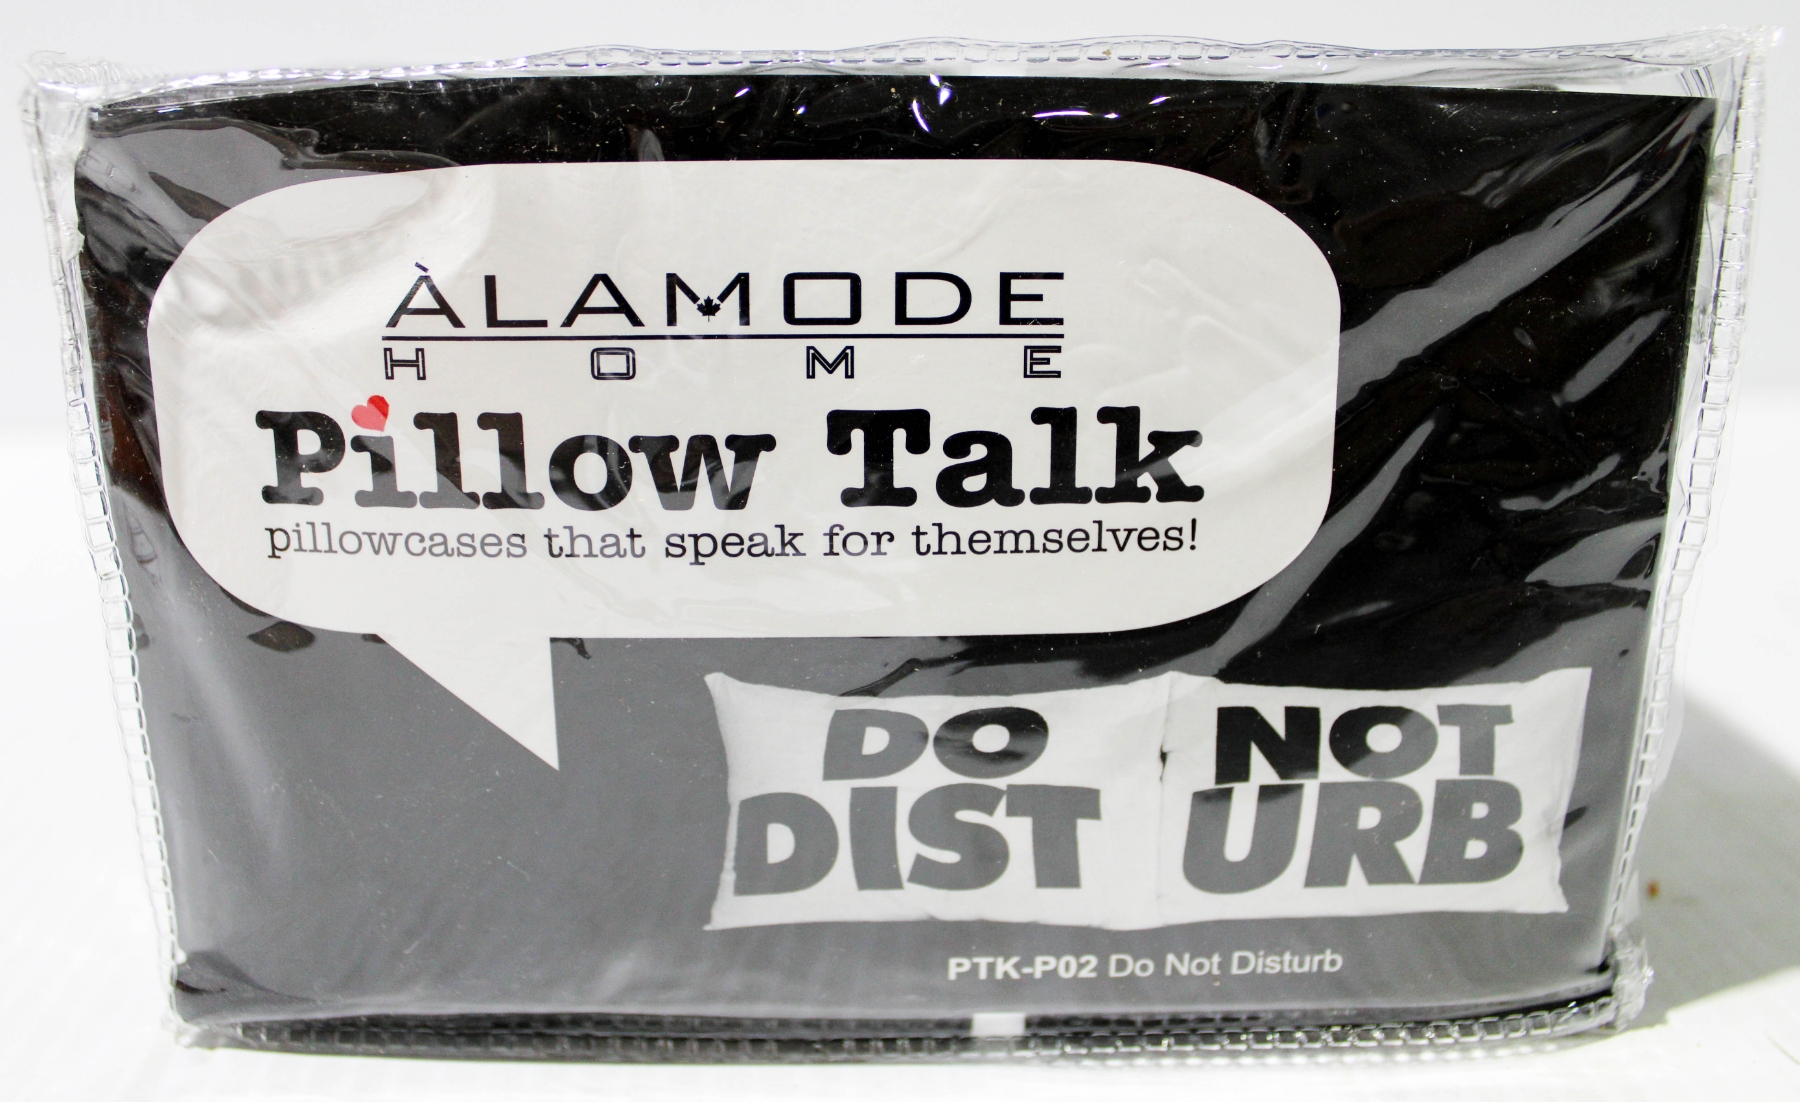 ÀLAMODE
HOME
Pillow Talk
pillowcases that speak for themselves!
DO NOT
DIST URB
PTK-P02 Do Not Disturb